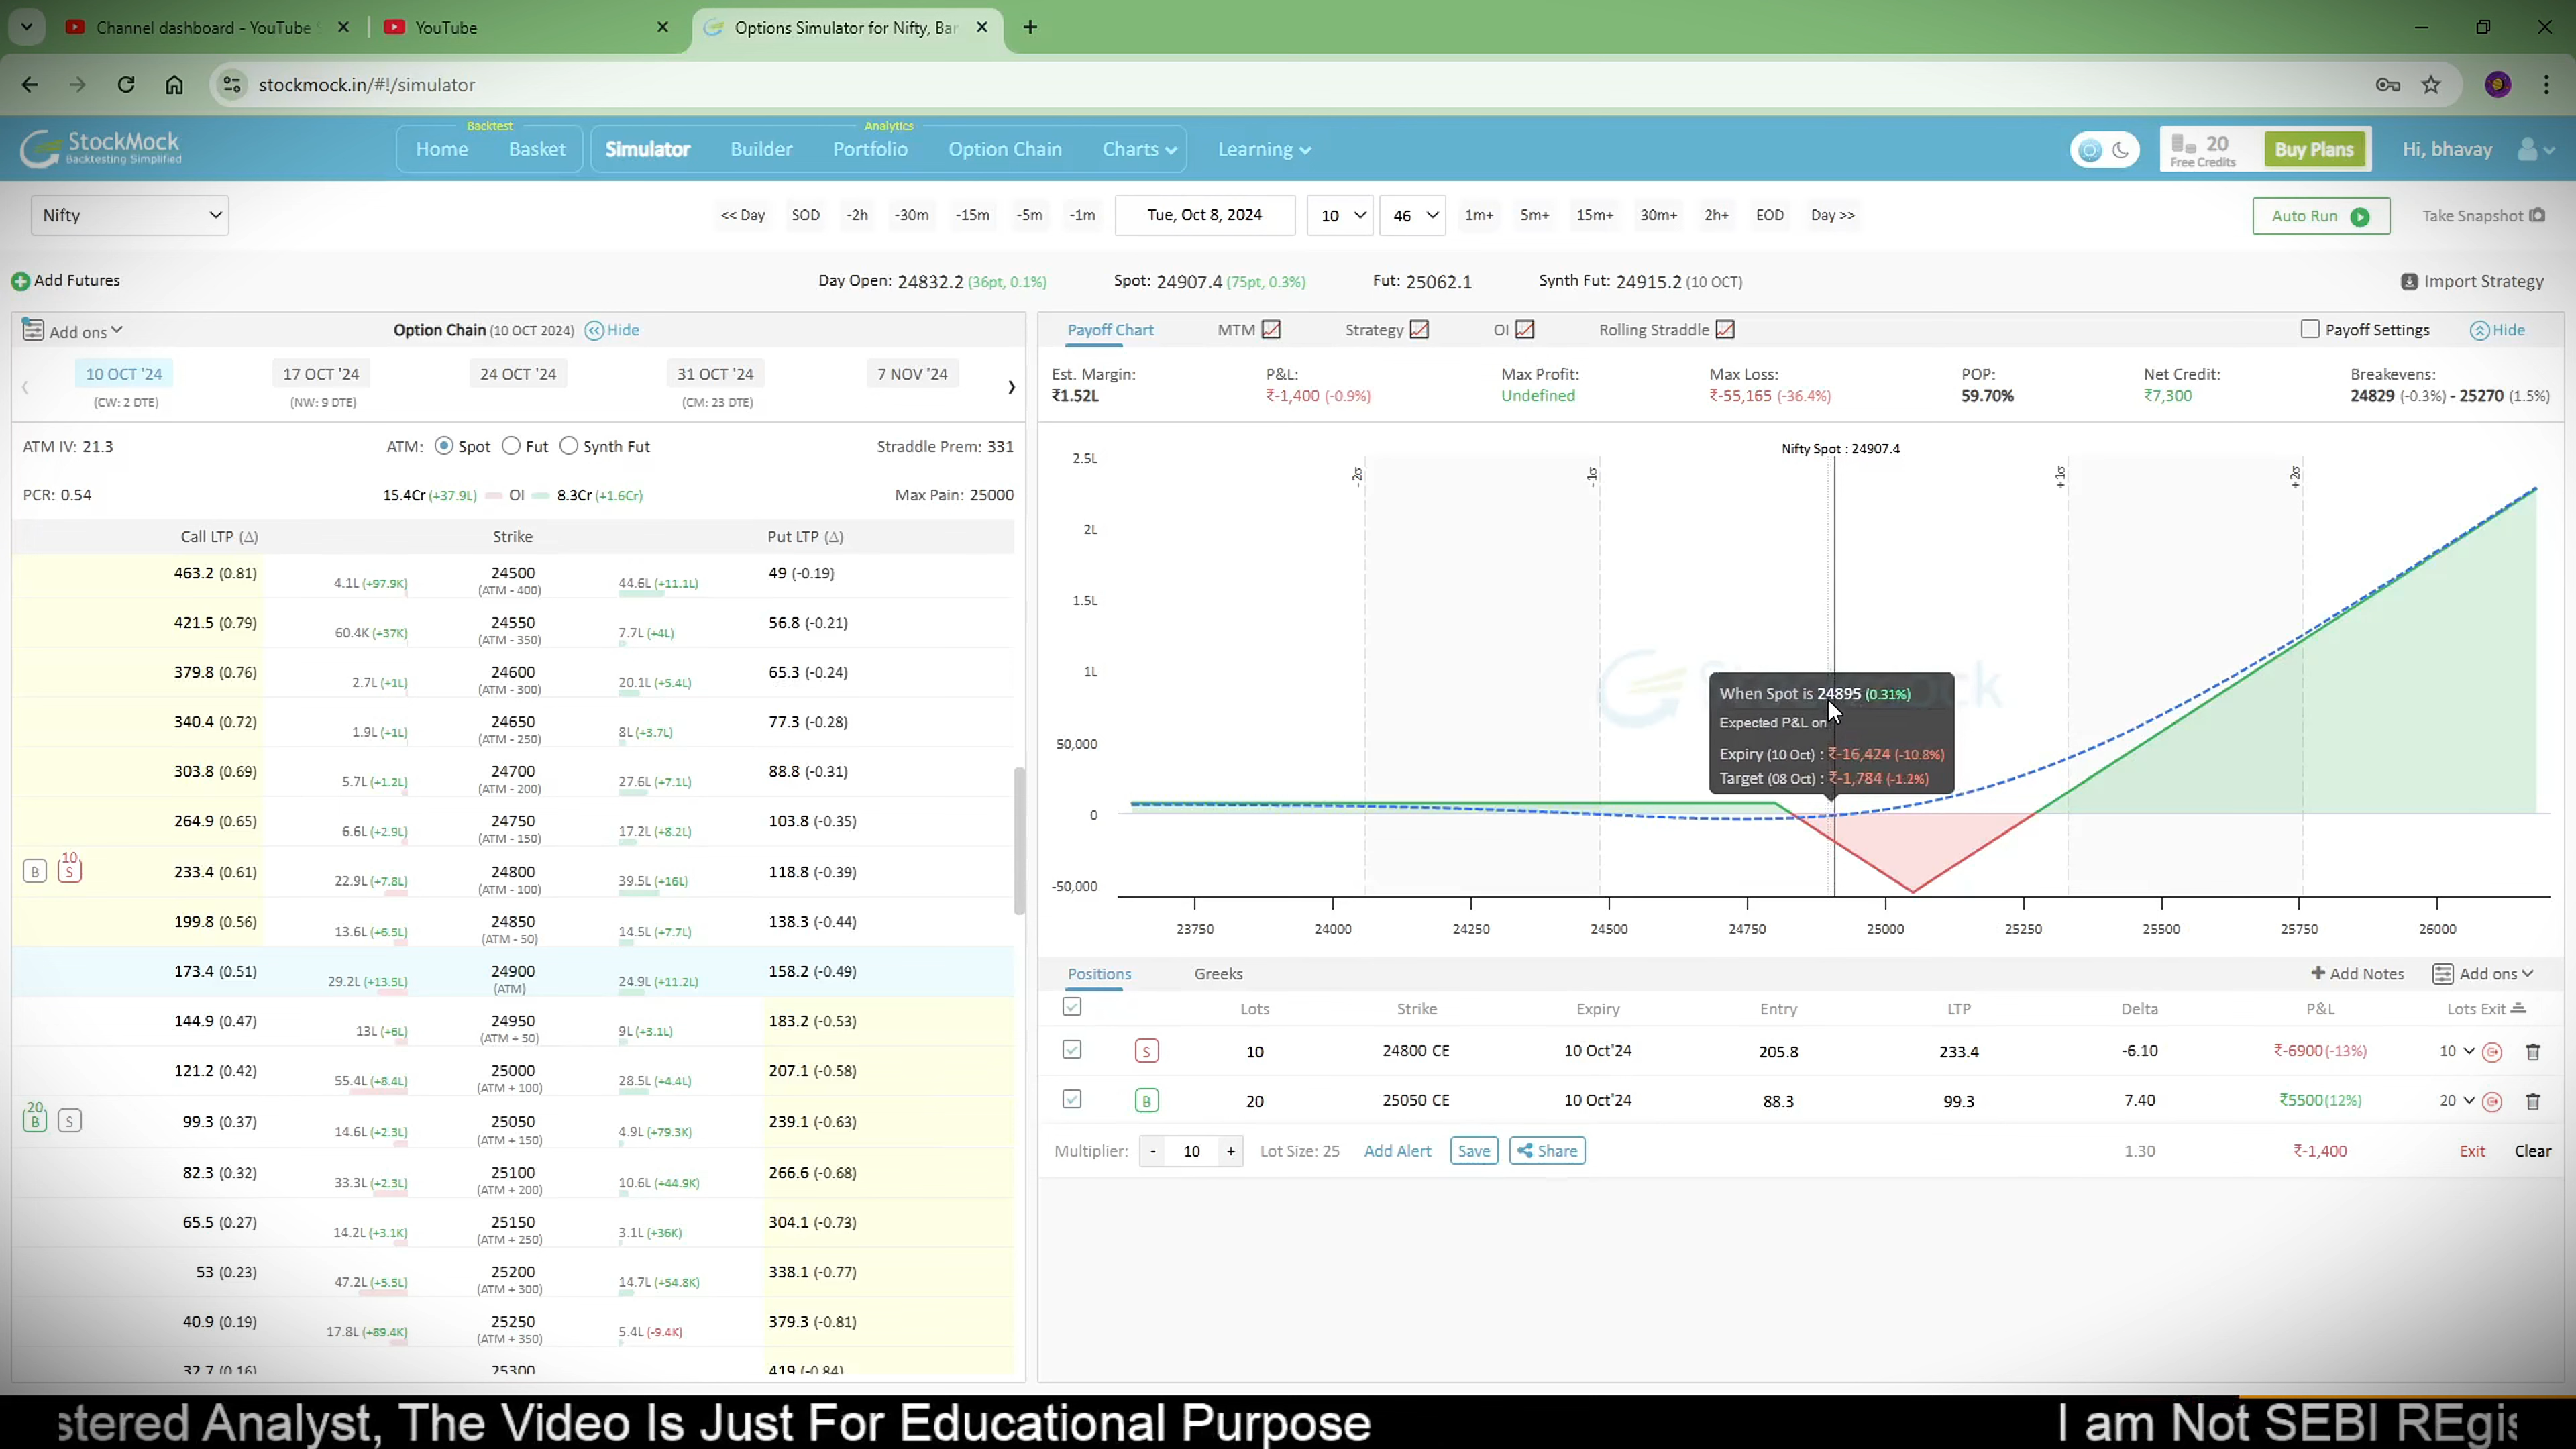 Channel dashboard - YouTube S
YouTube
Options Simulator for Nifty, Ban
stockmock.in/#!/simulator
StockMock
Backtesting Simplified
Backtest
Home Basket
Analytics
Simulator Builder Portfolio Option Chain Charts
Learning
20
Free Credits
Buy Plans
Hi, bhavay
Nifty
<< Day SOD -2h -30m -15m -5m -1m Tue, Oct 8, 2024 10 46 1m+ 5m+ 15m+ 30m+ 2h+ EOD Day >>
Auto Run
Take Snapshot
Add Futures
Day Open: 24832.2 (36pt, 0.1%) Spot: 24907.4 (75pt, 0.3%) Fut: 25062.1 Synth Fut: 24915.2 (10 OCT)
Import Strategy
Add ons
Option Chain (10 OCT 2024) Hide
10 OCT '24 17 OCT '24 24 OCT '24 31 OCT '24 7 NOV '24
(CW: 2 DTE) (NW: 9 DTE) (CM: 23 DTE)
ATM IV: 21.3 ATM: Spot Fut Synth Fut Straddle Prem: 331
PCR: 0.54 15.4Cr (+37.9L) OI 8.3Cr (+1.6Cr) Max Pain: 25000
Call LTP (Δ) Strike Put LTP (Δ)
463.2 (0.81) 4.1L (+97.9K) 24500 44.6L (+11.1L) 49 (-0.19)
(ATM - 400)
421.5 (0.79) 60.4K (+37K) 24550 7.7L (+4L) 56.8 (-0.21)
(ATM - 350)
379.8 (0.76) 2.7L (+1L) 24600 20.1L (+5.4L) 65.3 (-0.24)
(ATM - 300)
340.4 (0.72) 1.9L (+1L) 24650 8L (+3.7L) 77.3 (-0.28)
(ATM - 250)
303.8 (0.69) 5.7L (+1.2L) 24700 27.6L (+7.1L) 88.8 (-0.31)
(ATM - 200)
264.9 (0.65) 6.6L (+2.9L) 24750 17.2L (+8.2L) 103.8 (-0.35)
(ATM - 150)
10
B S 233.4 (0.61) 22.9L (+7.8L) 24800 39.5L (+16L) 118.8 (-0.39)
(ATM - 100)
199.8 (0.56) 13.6L (+6.5L) 24850 14.5L (+7.7L) 138.3 (-0.44)
(ATM - 50)
173.4 (0.51) 29.2L (+13.5L) 24900 24.9L (+11.2L) 158.2 (-0.49)
(ATM)
144.9 (0.47) 13L (+6L) 24950 9L (+3.1L) 183.2 (-0.53)
(ATM + 50)
121.2 (0.42) 55.4L (+8.4L) 25000 28.5L (+4.4L) 207.1 (-0.58)
(ATM + 100)
20
B S 99.3 (0.37) 14.6L (+2.3L) 25050 4.9L (+79.3K) 239.1 (-0.63)
(ATM + 150)
82.3 (0.32) 33.3L (+2.3L) 25100 10.6L (+44.9K) 266.6 (-0.68)
(ATM + 200)
65.5 (0.27) 14.2L (+3.1K) 25150 3.1L (+36K) 304.1 (-0.73)
(ATM + 250)
53 (0.23) 47.2L (+5.5L) 25200 14.7L (+54.8K) 338.1 (-0.77)
(ATM + 300)
40.9 (0.19) 17.8L (+89.4K) 25250 5.4L (-9.4K) 379.3 (-0.81)
(ATM + 350)
32.7 (0.16) 25300 419 (-0.84)
Payoff Chart MTM Strategy OI Rolling Straddle Payoff Settings Hide
Est. Margin: P&L: Max Profit: Max Loss: POP: Net Credit: Breakevens:
₹1.52L ₹-1,400 (-0.9%) Undefined ₹-55,165 (-36.4%) 59.70% ₹7,300 24829 (-0.3%) - 25270 (1.5%)
Nifty Spot : 24907.4
-2σ -1σ +1σ +2σ
2.5L
2L
1.5L
1L
50,000
0
-50,000
When Spot is 24895 (0.31%)
Expected P&L on
Expiry (10 Oct) : ₹-16,424 (-10.8%)
Target (08 Oct) : ₹-1,784 (-1.2%)
23750 24000 24250 24500 24750 25000 25250 25500 25750 26000
Positions Greeks Add Notes Add ons
Lots Strike Expiry Entry LTP Delta P&L Lots Exit
S 10 24800 CE 10 Oct'24 205.8 233.4 -6.10 ₹-6900(-13%) 10
B 20 25050 CE 10 Oct'24 88.3 99.3 7.40 ₹5500(12%) 20
Multiplier: - 10 + Lot Size: 25 Add Alert Save Share 1.30 ₹-1,400 Exit Clear
stered Analyst, The Video Is Just For Educational Purpose I am Not SEBI REgis